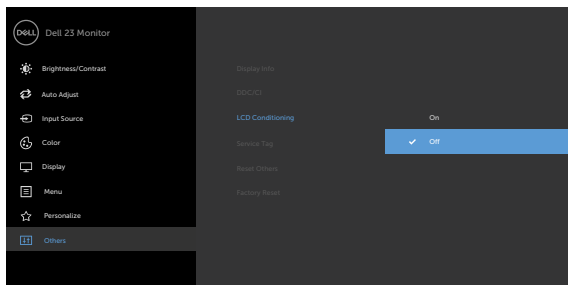 DELL Dell 23 Monitor
Brightness/Contrast
Auto Adjust
Input Source
Color
Display
Menu
Personalize
Others
Display Info
DDC/CI
LCD Conditioning
Service Tag
Reset Others
Factory Reset
On
Off